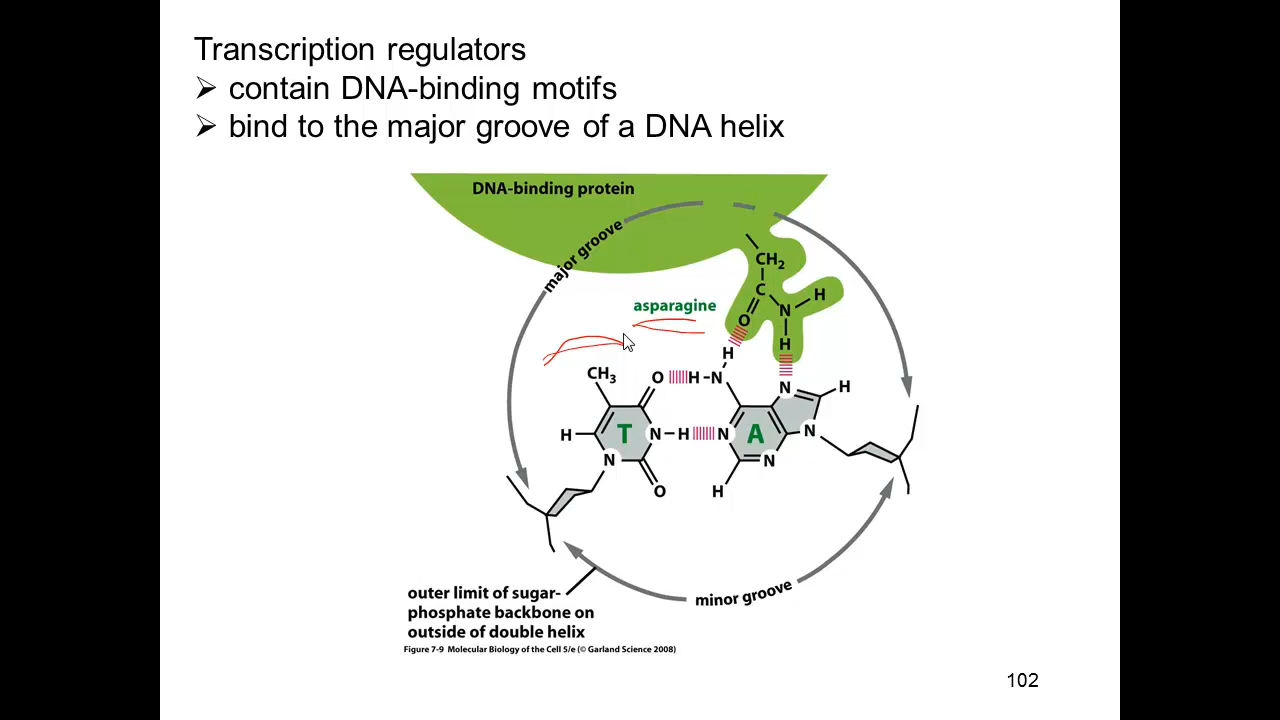 Transcription regulators
➢ contain DNA-binding motifs
➢ bind to the major groove of a DNA helix
DNA-binding protein
major groove
CH2
C
O
N
H
H
asparagine
H
CH3
O
H
N
N
H
H
T
N
H
N
A
N
N
N
O
H
outer limit of sugar-
phosphate backbone on
outside of double helix
minor groove
Figure 7-9 Molecular Biology of the Cell 5/e (© Garland Science 2008)
102